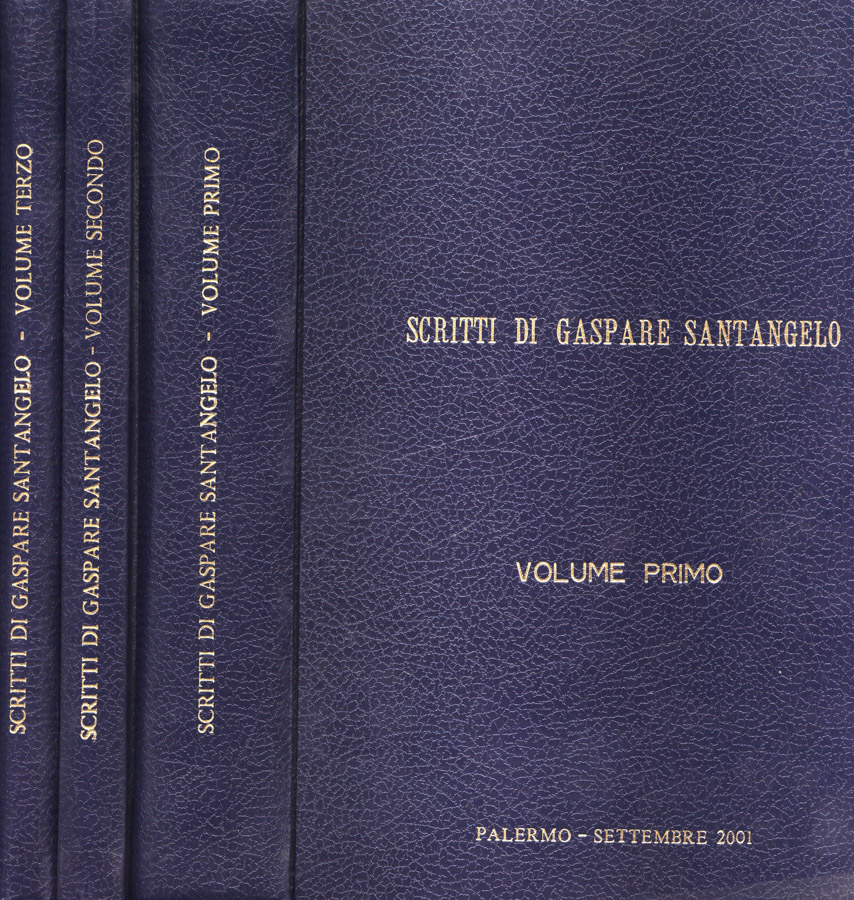 SCRITTI DI GASPARE SANTANGELO - VOLUME TERZO
SCRITTI DI GASPARE SANTANGELO - VOLUME SECONDO
SCRITTI DI GASPARE SANTANGELO - VOLUME PRIMO
SCRITTI DI GASPARE SANTANGELO
VOLUME PRIMO
PALERMO - SETTEMBRE 2001